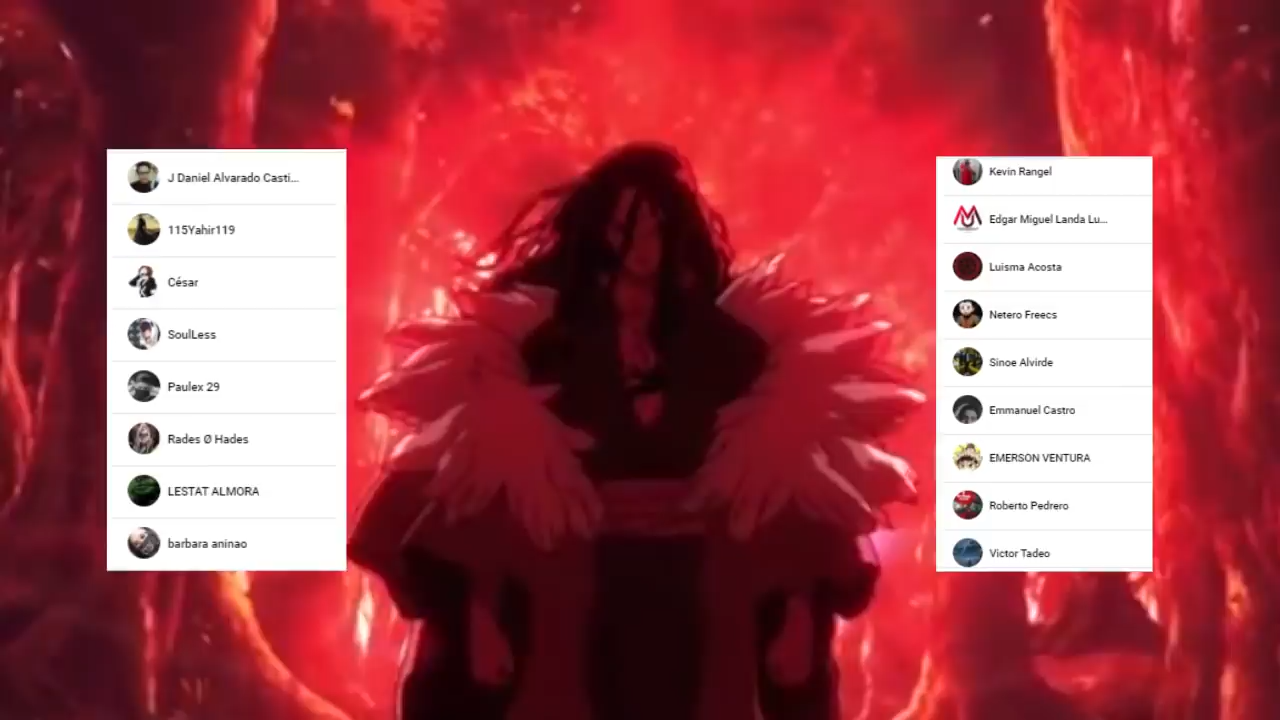 J Daniel Alvarado Casti...
115Yahir119
César
SoulLess
Paulex 29
Rades Ø Hades
LESTAT ALMORA
barbara aninao
Kevin Rangel
Edgar Miguel Landa Lu...
Luisma Acosta
Netero Freecs
Sinoe Alvirde
Emmanuel Castro
EMERSON VENTURA
Roberto Pedrero
Victor Tadeo